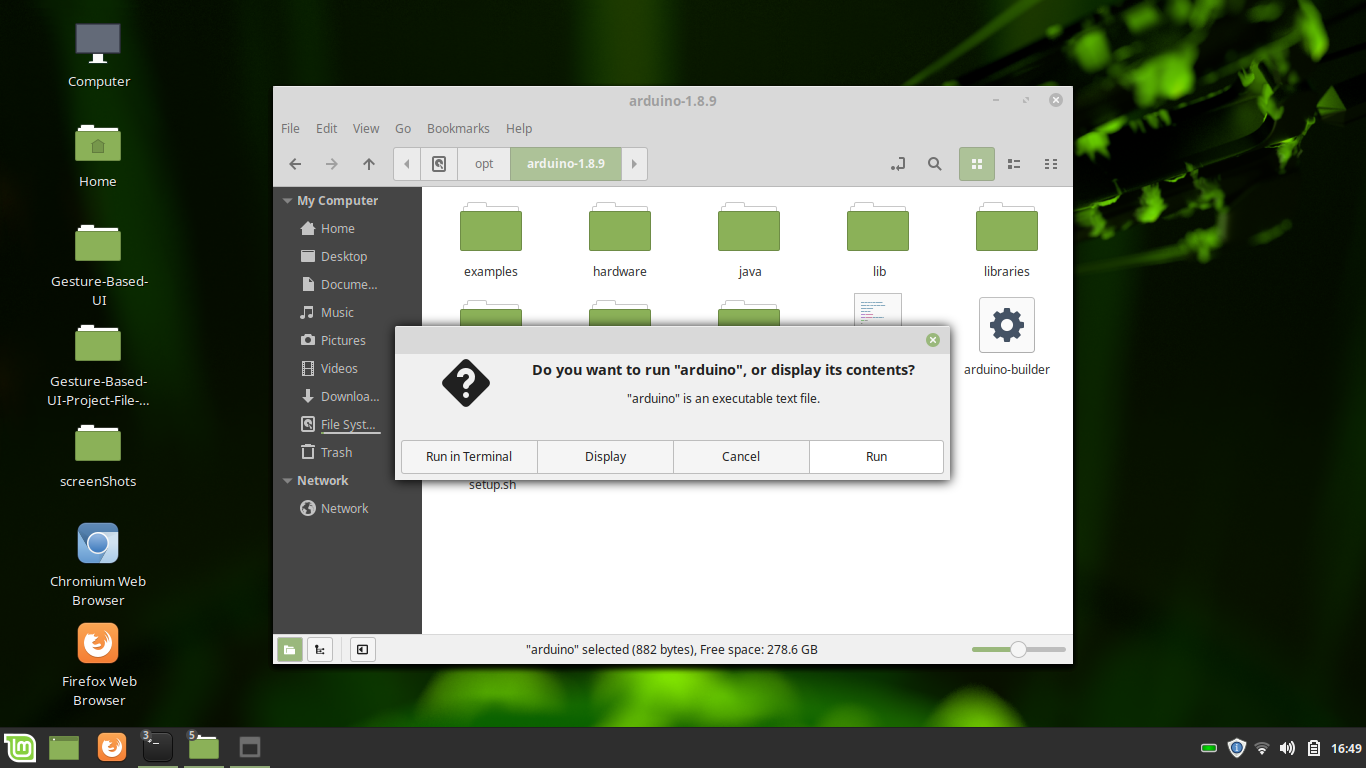 Computer
Home
Gesture-Based-
UI
Gesture-Based-
UI-Project-File-...
screenShots
Chromium Web
Browser
Firefox Web
Browser
arduino-1.8.9
File Edit View Go Bookmarks Help
opt arduino-1.8.9
My Computer
Home
Desktop
Docume...
Music
Pictures
Videos
Downloa...
File Syst...
Trash
Network
Network
examples hardware java lib libraries
arduino-builder
Do you want to run "arduino", or display its contents?
"arduino" is an executable text file.
Run in Terminal Display Cancel Run
setup.sh
"arduino" selected (882 bytes), Free space: 278.6 GB
3
5
16:49